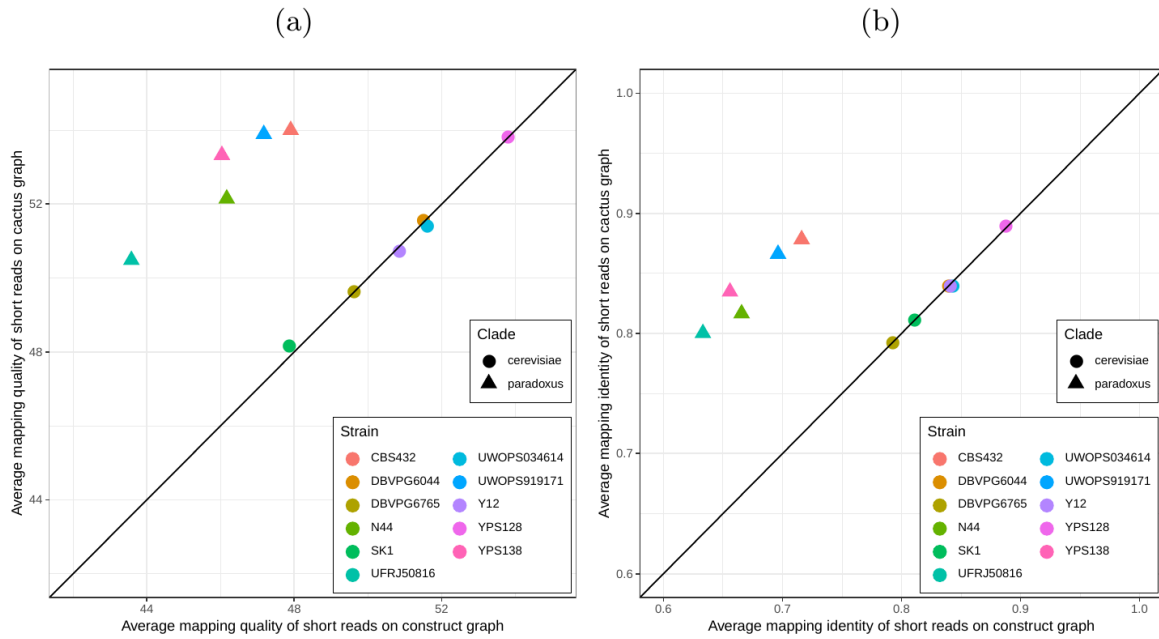 (a)
Average mapping quality of short reads on cactus graph
52
48
44
44
48
52
Average mapping quality of short reads on construct graph
Clade
cerevisiae
paradoxus
Strain
CBS432
DBVPG6044
DBVPG6765
N44
SK1
UFRJ50816
UWOPS034614
UWOPS919171
Y12
YPS128
YPS138
(b)
Average mapping identity of short reads on cactus graph
1.0
0.9
0.8
0.7
0.6
0.6
0.7
0.8
0.9
1.0
Average mapping identity of short reads on construct graph
Clade
cerevisiae
paradoxus
Strain
CBS432
DBVPG6044
DBVPG6765
N44
SK1
UFRJ50816
UWOPS034614
UWOPS919171
Y12
YPS128
YPS138